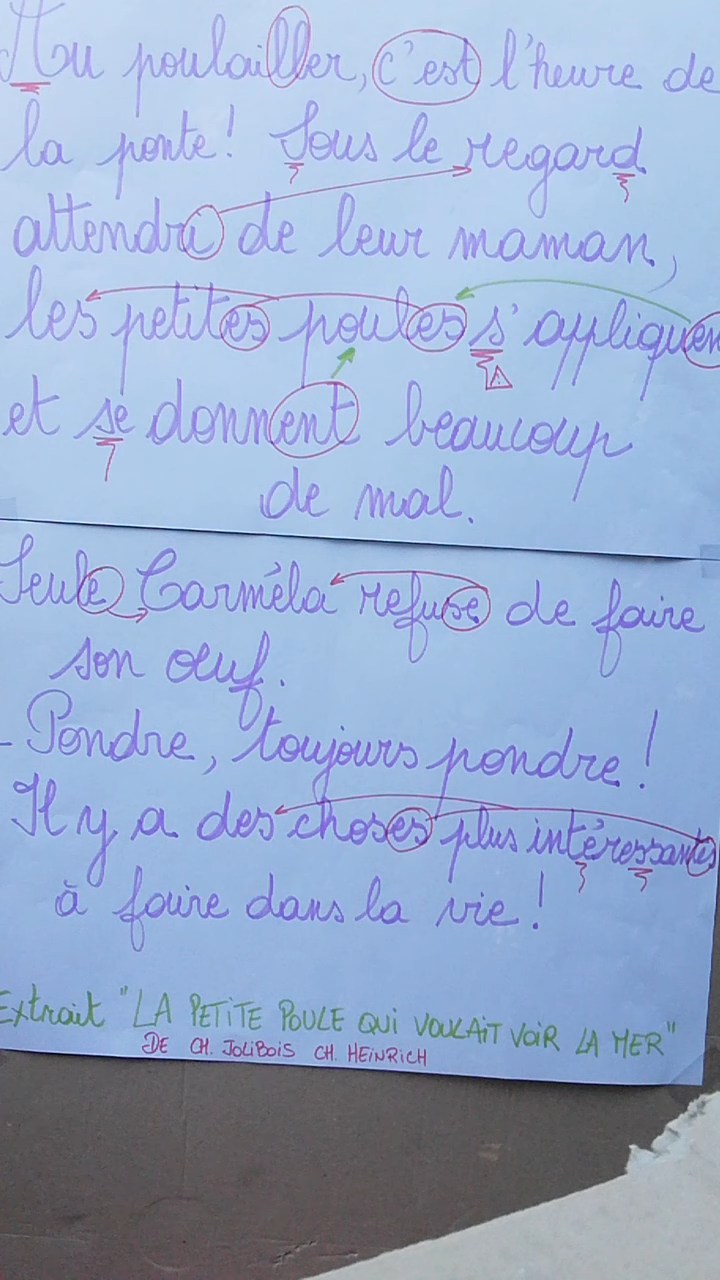 Au poulailler, c'est l'heure de
la ponte! Sous le regard
attendri de leur maman,
les petites poules s'appliquen
et se donnent beaucoup
de mal.
Seule Carméla refuse de faire
son œuf.
- Pondre, toujours pondre!
Il y a des choses plus intéressantes
à faire dans la vie!
Extrait "LA PETITE POULE QUI VOULAIT VOIR LA MER"
DE CH. JOLIBOIS CH. HEINRICH